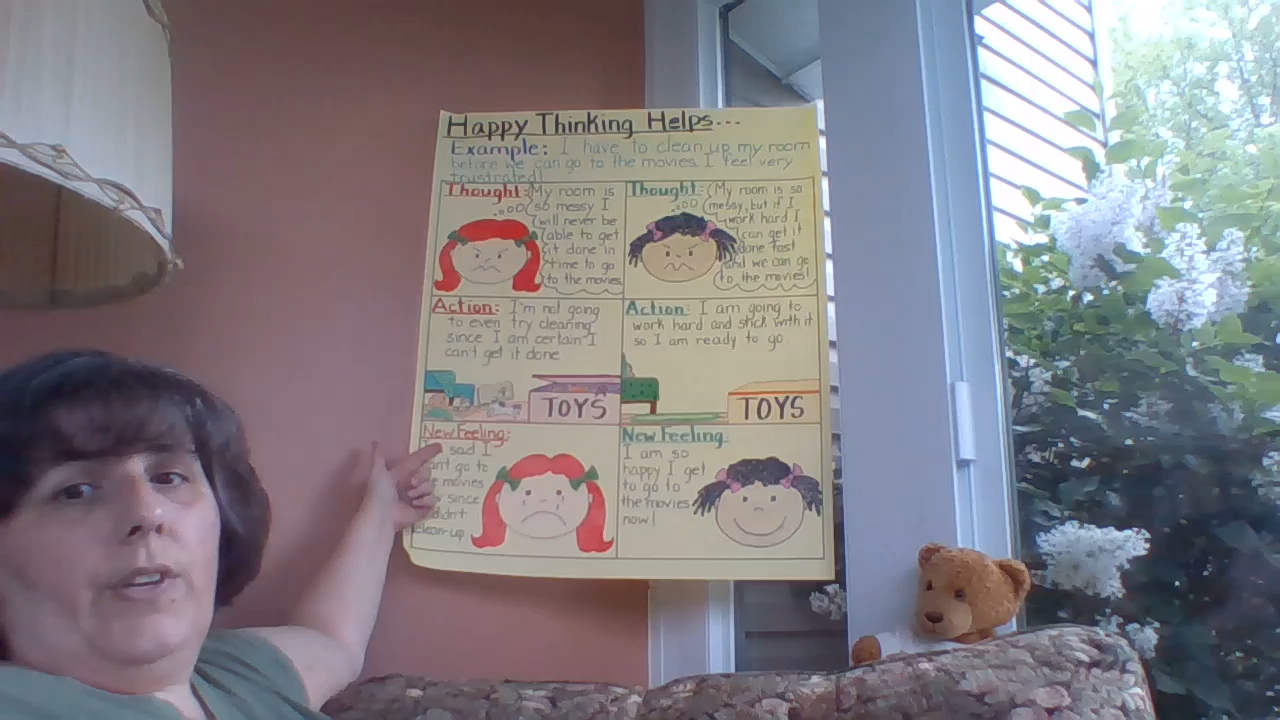 Happy Thinking Helps...
Example: I have to clean up my room
before we can go to the movies. I feel very
frustrated!
Thought:
My room is
so messy I
will never be
able to get
it done in
time to go
to the movies
Thought:
My room is so
messy, but if I
work hard I
can get it
done fast
and we can go
to the movies!
Action: I'm not going
to even try cleaning
since I am certain I
can't get it done
Action: I am going to
work hard and stick with it
so I am ready to go.
TOYS
TOYS
New Feeling:
sad I
go to
movies
since
clean-up
New Feeling:
I am so
happy I get
to go to
the movies
now!